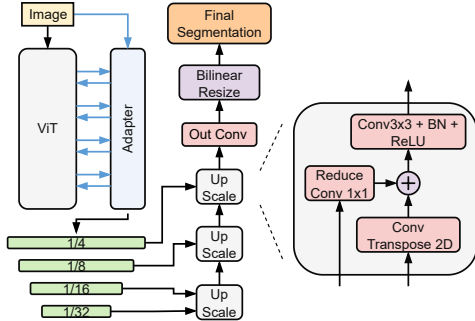 Image
ViT
Adapter
1/4
1/8
1/16
1/32
Final
Segmentation
Bilinear
Resize
Out Conv
Up
Scale
Up
Scale
Up
Scale
Conv3x3 + BN +
ReLU
Reduce
Conv 1x1
+
Conv
Transpose 2D